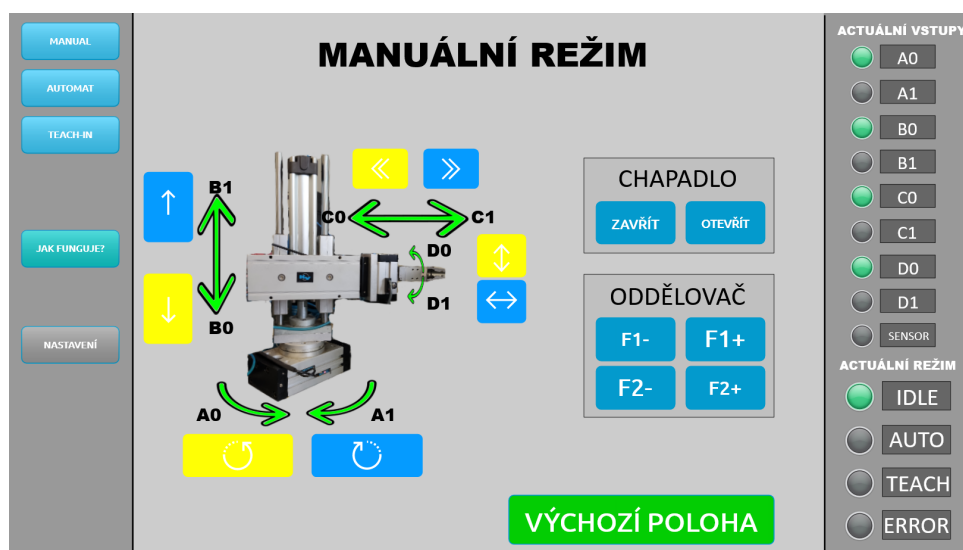 MANUAL
AUTOMAT
TEACH-IN
JAK FUNGUJE?
NASTAVENÍ
MANUÁLNÍ REŽIM
B1
B0
C0
C1
D0
D1
A0
A1
CHAPADLO
ZAVŘÍT
OTEVŘÍT
ODDĚLOVAČ
F1-
F1+
F2-
F2+
VÝCHOZÍ POLOHA
ACTUÁLNÍ VSTUPY
A0
A1
B0
B1
C0
C1
D0
D1
SENSOR
ACTUÁLNÍ REŽIM
IDLE
AUTO
TEACH
ERROR